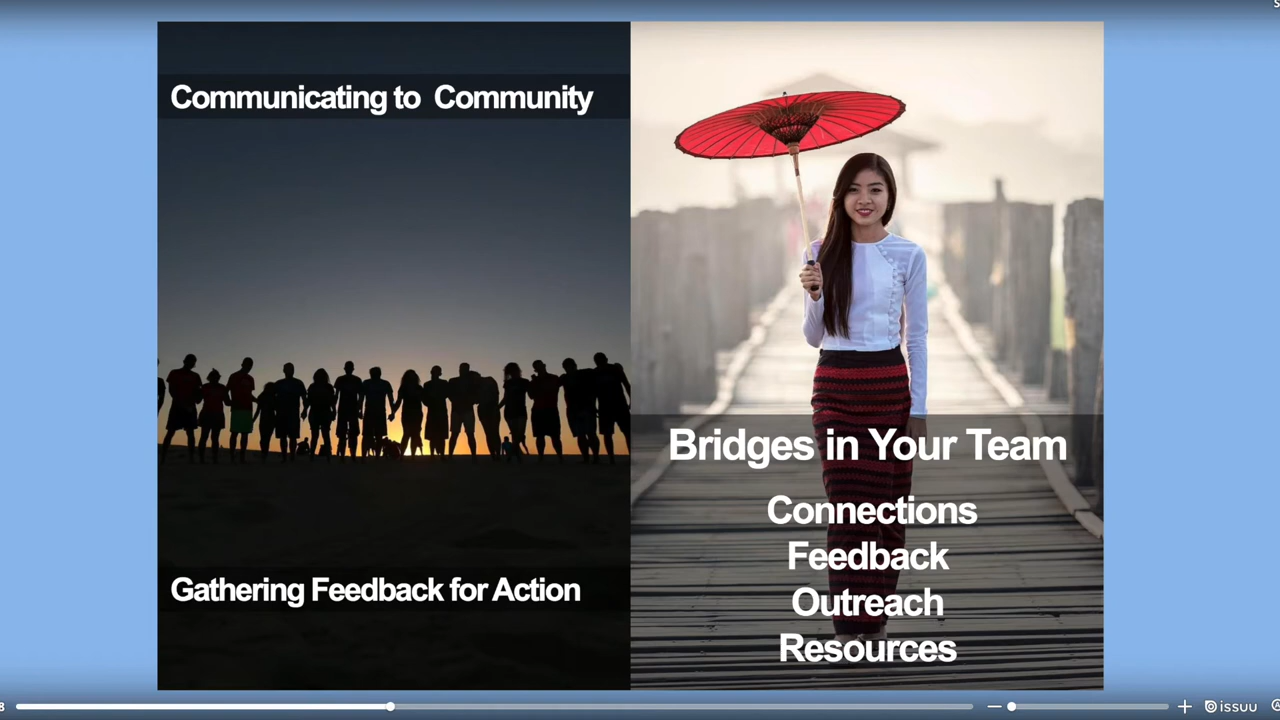 Communicating to Community
Gathering Feedback for Action
Bridges in Your Team
Connections
Feedback
Outreach
Resources
issuu